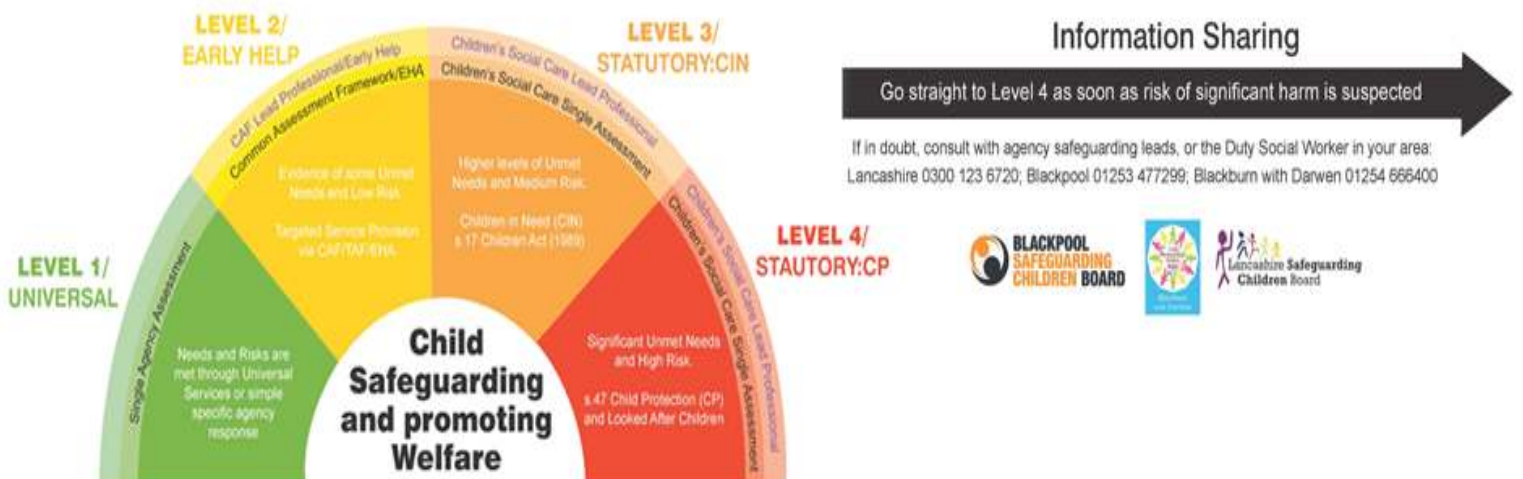 LEVEL 1/
UNIVERSAL
Single Agency Assessment
Needs and Risks are
met through Universal
Services or simple
specific agency
response
LEVEL 2/
EARLY HELP
CAF Lead Professional/Early Help
Common Assessment Framework/EHA
Evidence of some Unmet
Needs and Low Risk.
Targeted Service Provision
via CAF/TAF/EHA
LEVEL 3/
STATUTORY:CIN
Children's Social Care Lead Professional
Children's Social Care Single Assessment
Higher levels of Unmet
Needs and Medium Risk.
Children in Need (CIN)
s.17 Children Act (1989)
LEVEL 4/
STAUTORY:CP
Children's Social Care Lead Professional
Children's Social Care Single Assessment
Significant Unmet Needs
and High Risk.
s.47 Child Protection (CP)
and Looked After Children
Child
Safeguarding
and promoting
Welfare
Information Sharing
Go straight to Level 4 as soon as risk of significant harm is suspected
If in doubt, consult with agency safeguarding leads, or the Duty Social Worker in your area:
Lancashire 0300 123 6720; Blackpool 01253 477299; Blackburn with Darwen 01254 666400
BLACKPOOL
SAFEGUARDING
CHILDREN BOARD
Lancashire Safeguarding
Children Board